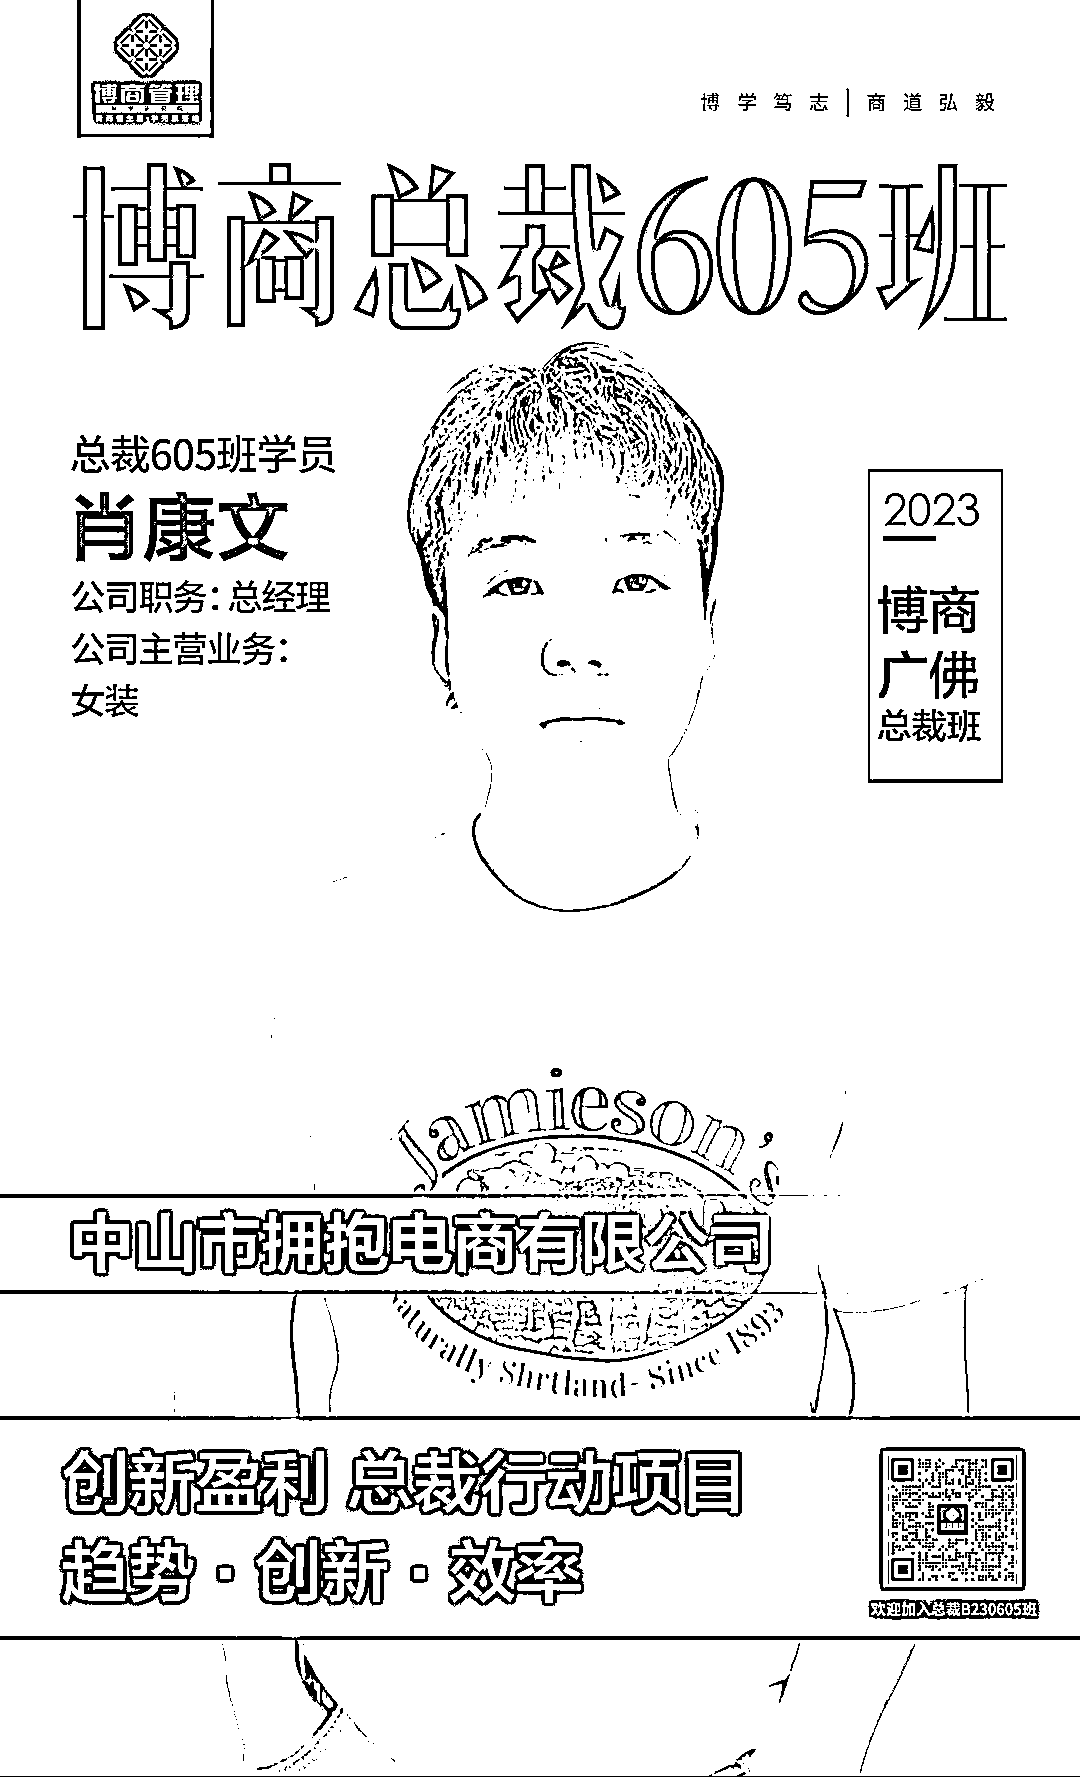 博商管理
博学笃志|商道弘毅
博商总裁605班
总裁605班学员
肖康文
公司职务：总经理
公司主营业务：
女装
2023
博商
广佛
总裁班
Jamieson's
中山市拥抱电商有限公司
aturally Shrtland- Since 1893
创新盈利 总裁行动项目
趋势·创新·效率
欢迎加入总裁B230605班